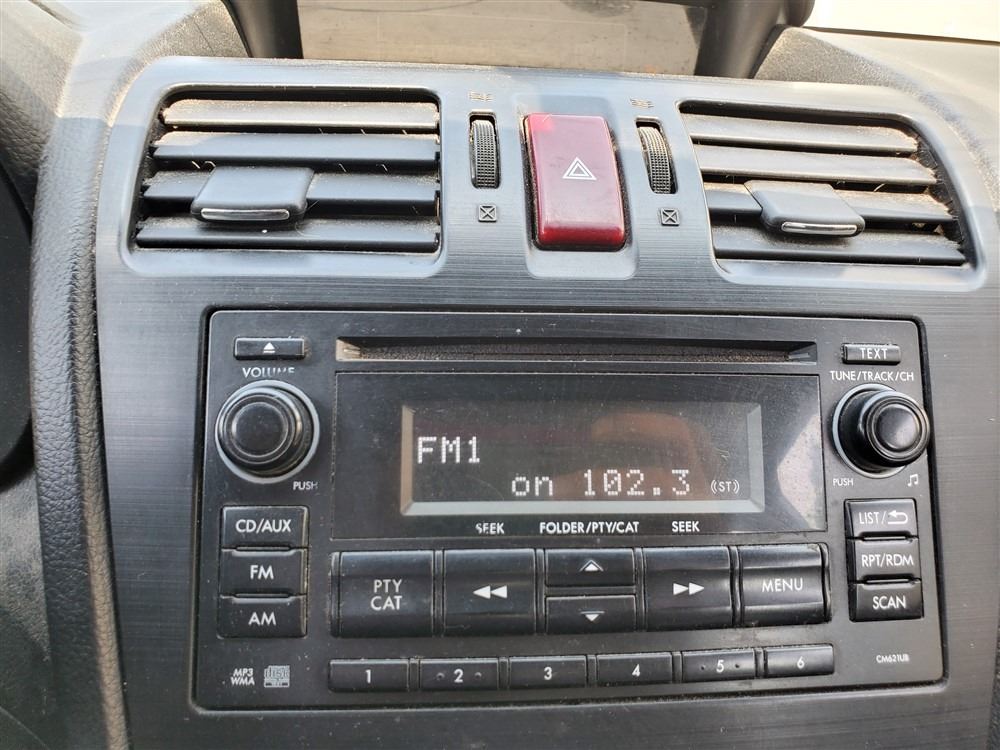 TEXT
VOLUME
TUNE/TRACK/CH
FM1
on 102.3 ((ST))
PUSH
PUSH
SEEK
FOLDER/PTY/CAT
SEEK
CD/AUX
LIST/
FM
PTY
CAT
MENU
RPT/RDM
AM
SCAN
MP3
WMA
1
2
3
4
5
6
CM621UB